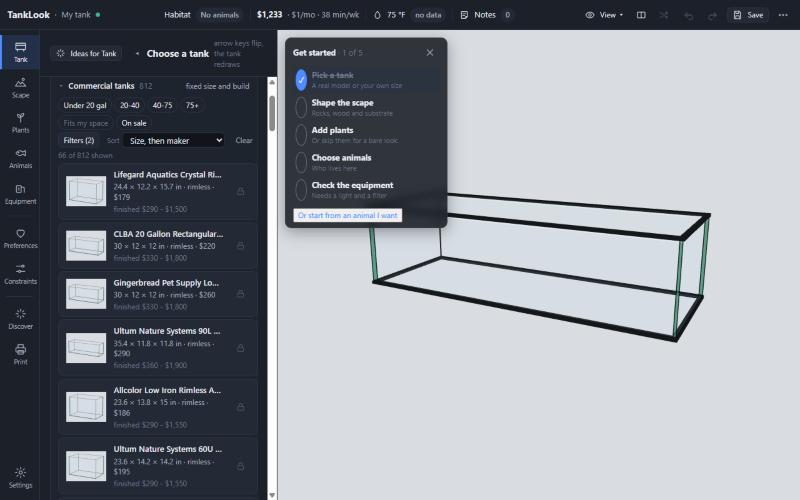 TankLook · My tank
Habitat No animals $1,233 · $1/mo · 38 min/wk 75 °F no data Notes 0
View Save
Tank
Scape
Plants
Animals
Equipment
Preferences
Constraints
Discover
Print
Settings
Ideas for Tank
Choose a tank
arrow keys flip,
the tank
redraws
Commercial tanks 812 fixed size and build
Under 20 gal 20-40 40-75 75+
Fits my space On sale
Filters (2) Sort Size, then maker Clear
66 of 812 shown
Lifegard Aquatics Crystal Ri...
24.4 × 12.2 × 15.7 in · rimless ·
$179
finished $290 - $1,500
CLBA 20 Gallon Rectangular...
30 × 12 × 12 in · rimless · $220
finished $330 - $1,800
Gingerbread Pet Supply Lo...
30 × 12 × 12 in · rimless · $260
finished $330 - $1,800
Ultum Nature Systems 90L ...
35.4 × 11.8 × 11.8 in · rimless ·
$290
finished $360 - $1,900
Allcolor Low Iron Rimless A...
23.6 × 13.8 × 15 in · rimless ·
$186
finished $290 - $1,550
Ultum Nature Systems 60U ...
23.6 × 14.2 × 14.2 in · rimless ·
$195
finished $290 - $1,550
Get started · 1 of 5
Pick a tank
A real model or your own size
Shape the scape
Rocks, wood and substrate
Add plants
Or skip them for a bare look
Choose animals
Who lives here
Check the equipment
Needs a light and a filter
Or start from an animal I want